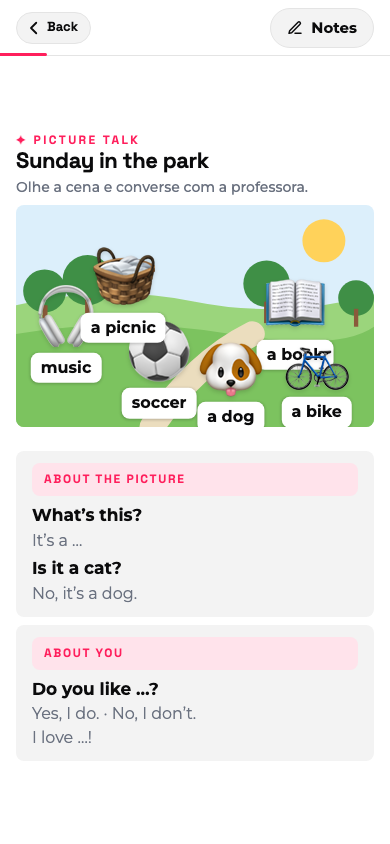 Back
Notes
✦ PICTURE TALK
Sunday in the park
Olhe a cena e converse com a professora.
a picnic
music
a book
soccer
a dog
a bike
ABOUT THE PICTURE
What's this?
It's a ...
Is it a cat?
No, it's a dog.
ABOUT YOU
Do you like ...?
Yes, I do. · No, I don't.
I love ...!